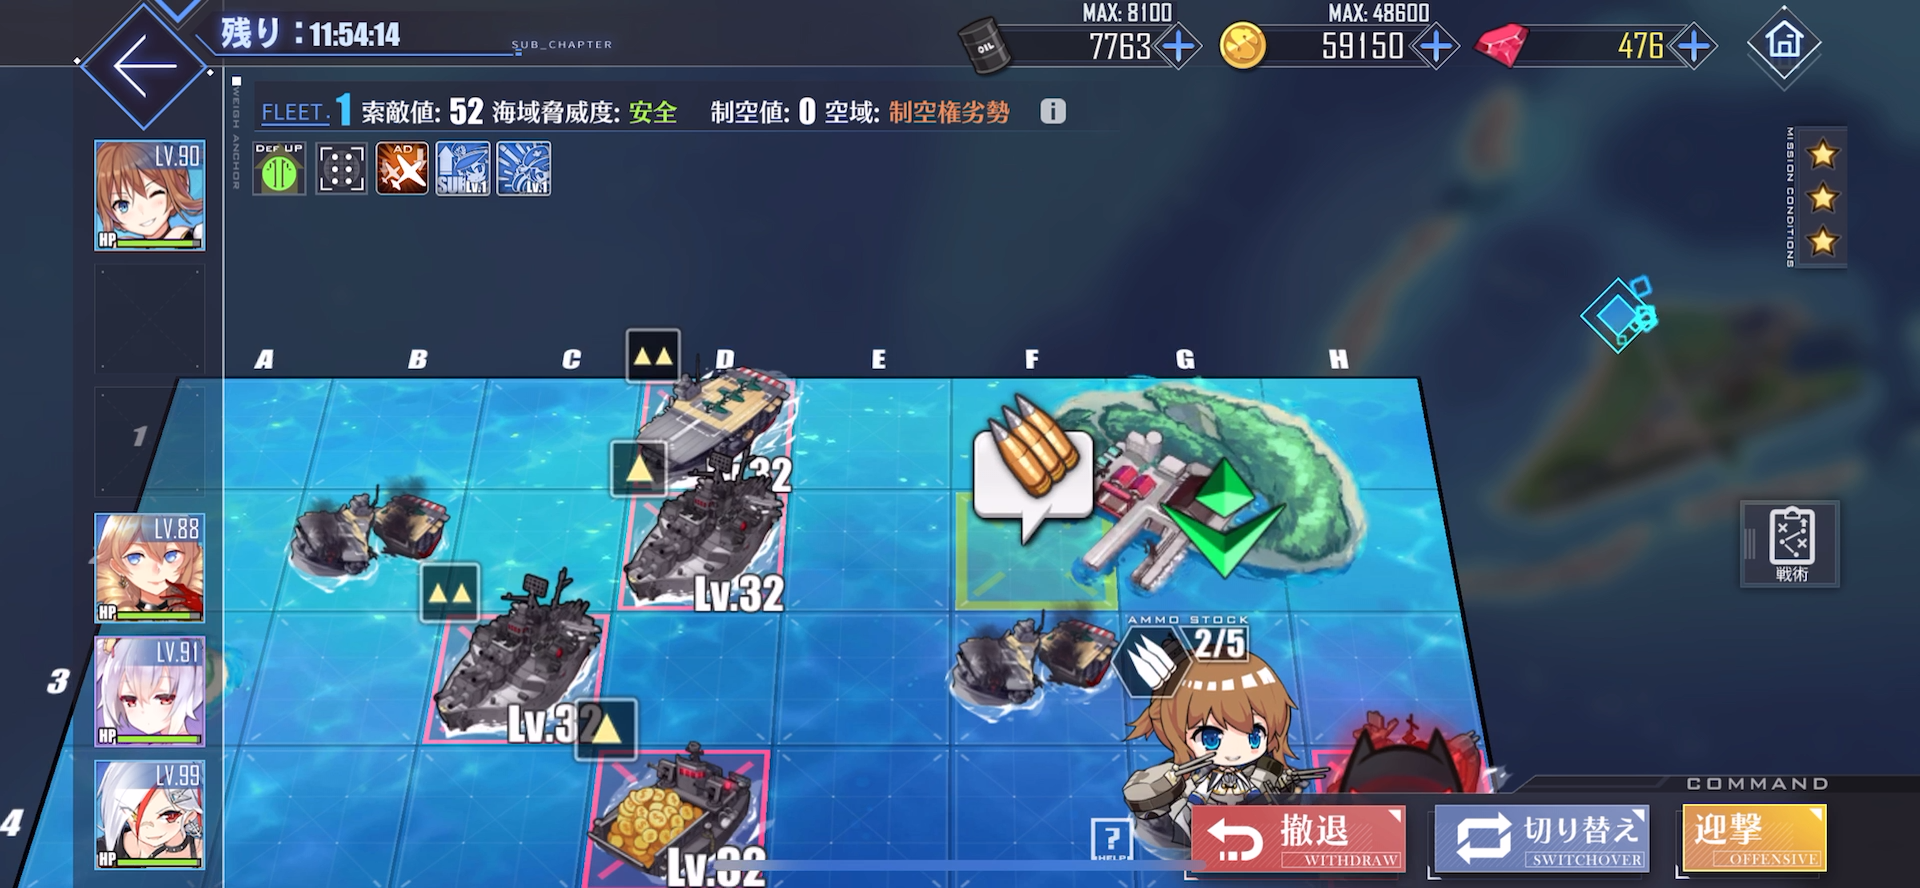 残り：11:54:14
SUB_CHAPTER
MAX: 8100
7763
MAX: 48600
59150
476
OIL
WEIGH ANCHOR
FLEET. 1 索敵値: 52 海域脅威度: 安全 制空値: 0 空域: 制空権劣勢
DEF UP
AD
SUB Lv.1
Lv.1
MISSION CONDITIONS
LV.90
HP
LV.88
HP
LV.91
HP
LV.99
HP
A B C D E F G H
1
3
4
Lv.32
Lv.32
Lv.32
AMMO STOCK
2/5
戦術
COMMAND
?
HELP
撤退
WITHDRAW
切り替え
SWITCHOVER
迎撃
OFFENSIVE